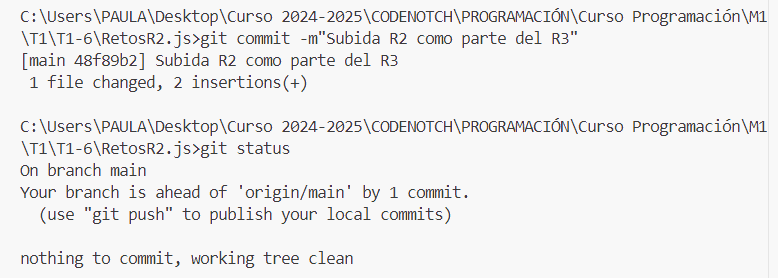 C:\Users\PAULA\Desktop\Curso 2024-2025\CODENOTCH\PROGRAMACIÓN\Curso Programación\M1
\T1\T1-6\RetosR2.js>git commit -m"Subida R2 como parte del R3"
[main 48f89b2] Subida R2 como parte del R3
 1 file changed, 2 insertions(+)

C:\Users\PAULA\Desktop\Curso 2024-2025\CODENOTCH\PROGRAMACIÓN\Curso Programación\M1
\T1\T1-6\RetosR2.js>git status
On branch main
Your branch is ahead of 'origin/main' by 1 commit.
  (use "git push" to publish your local commits)

nothing to commit, working tree clean